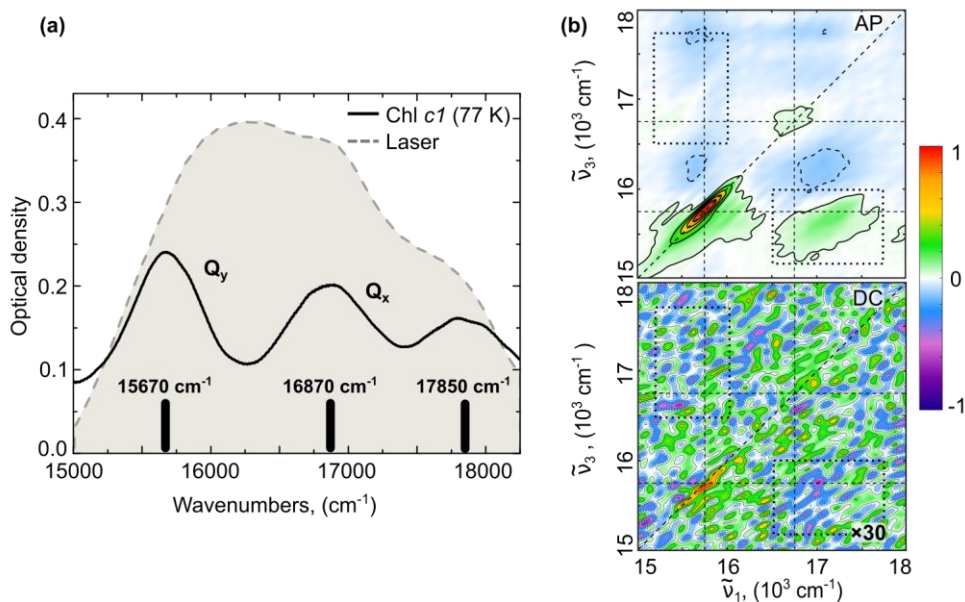 (a)
Optical density
0.4
0.3
0.2
0.1
0.0
Chl c1 (77 K)
Laser
Qy
Qx
15670 cm-1
16870 cm-1
17850 cm-1
15000
16000
17000
18000
Wavenumbers, (cm-1)
(b)
AP
18
17
16
15
ν̃3, (10³ cm-1)
DC
18
17
16
15
ν̃3, (10³ cm-1)
×30
15
16
17
18
ν̃1, (10³ cm-1)
1
0
-1